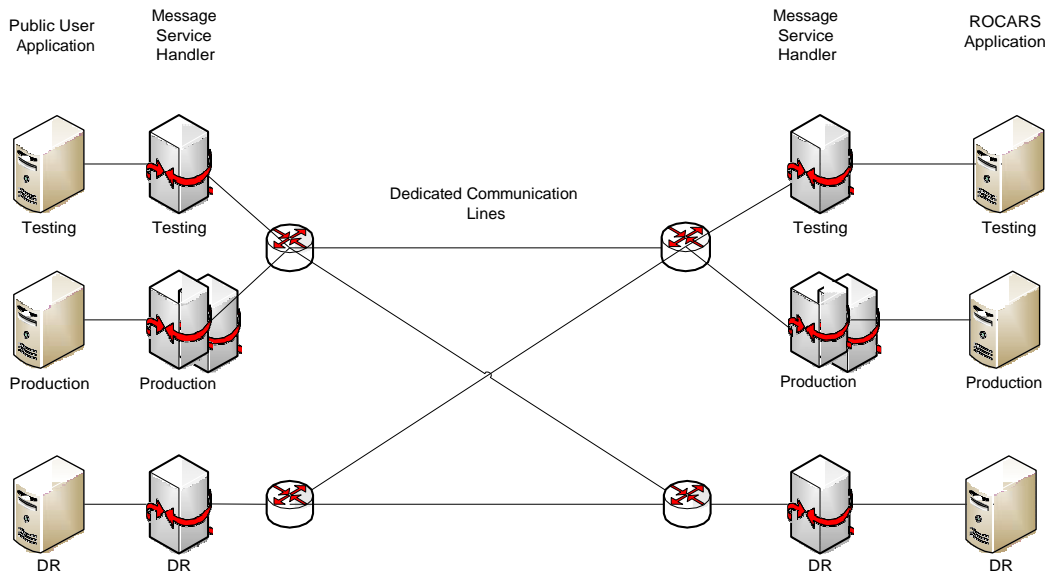 Public User
Application
Message
Service
Handler
Message
Service
Handler
ROCARS
Application
Dedicated Communication
Lines
Testing
Testing
Testing
Testing
Production
Production
Production
Production
DR
DR
DR
DR